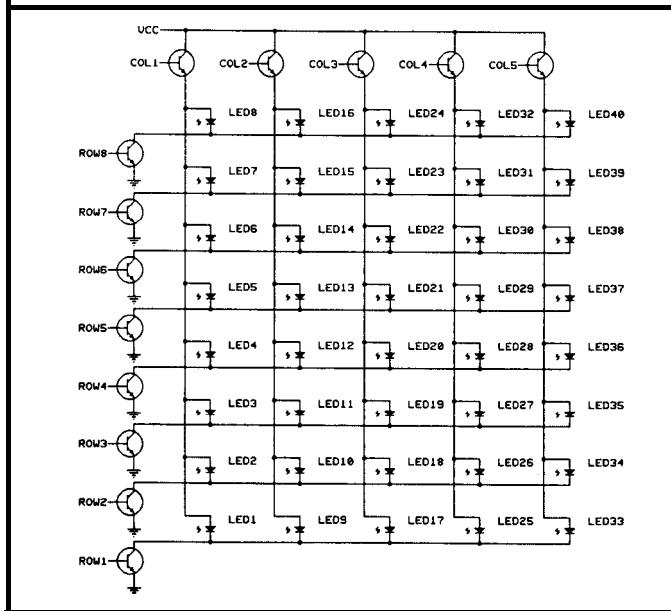 VCC
COL1 COL2 COL3 COL4 COL5
LED8 LED16 LED24 LED32 LED40
ROW8
LED7 LED15 LED23 LED31 LED39
ROW7
LED6 LED14 LED22 LED30 LED38
ROW6
LED5 LED13 LED21 LED29 LED37
ROW5
LED4 LED12 LED20 LED28 LED36
ROW4
LED3 LED11 LED19 LED27 LED35
ROW3
LED2 LED10 LED18 LED26 LED34
ROW2
LED1 LED9 LED17 LED25 LED33
ROW1